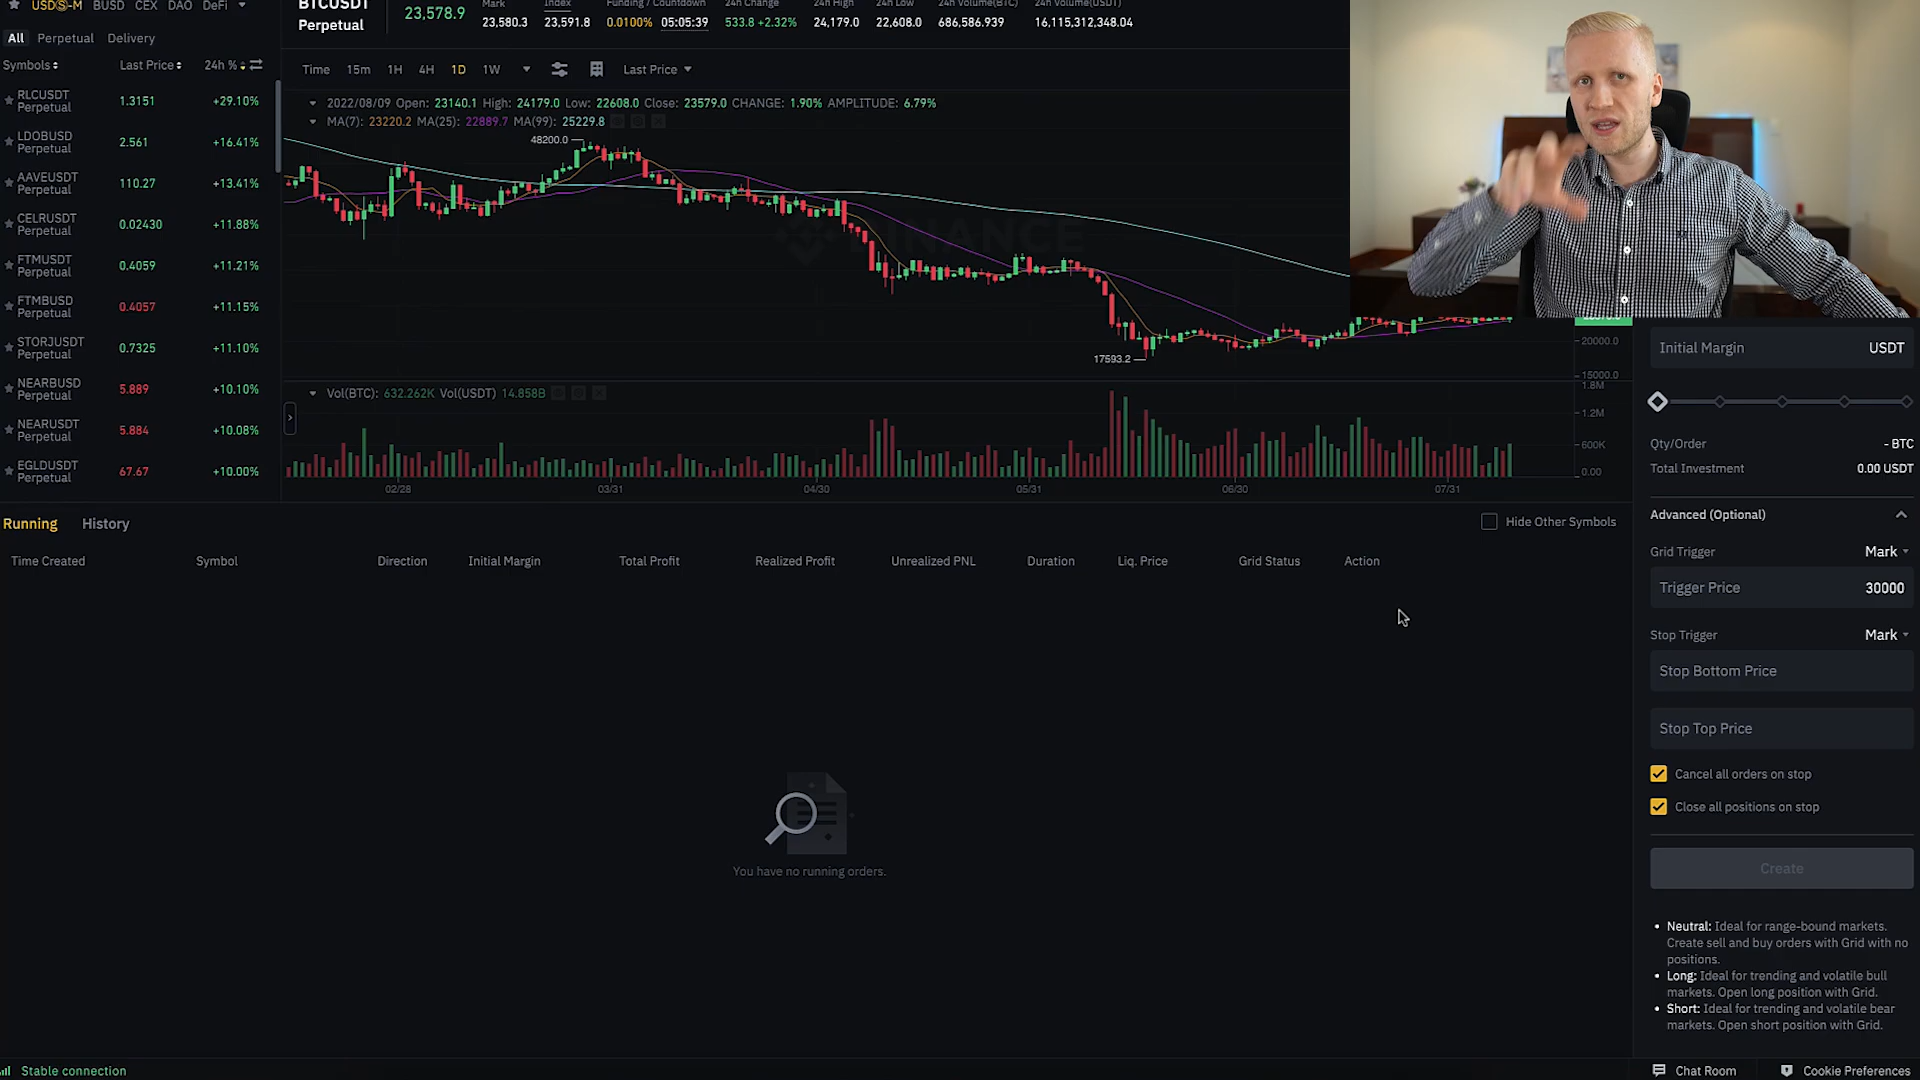 USDⓈ-M BUSD CEX DAO DeFi
All Perpetual Delivery
Symbols Last Price 24h %
RLCUSDT
Perpetual
1.3151 +29.10%
LDOBUSD
Perpetual
2.561 +16.41%
AAVEUSDT
Perpetual
110.27 +13.41%
CELRUSDT
Perpetual
0.02430 +11.88%
FTMUSDT
Perpetual
0.4059 +11.21%
FTMBUSD
Perpetual
0.4057 +11.15%
STORJUSDT
Perpetual
0.7325 +11.10%
NEARBUSD
Perpetual
5.889 +10.10%
NEARUSDT
Perpetual
5.884 +10.08%
EGLDUSDT
Perpetual
67.67 +10.00%
BTCUSDT
Perpetual
23,578.9
Mark
23,580.3
Index
23,591.8
Funding / Countdown
0.0100% 05:05:39
24h Change
533.8 +2.32%
24h High
24,179.0
24h Low
22,608.0
24h Volume(BTC)
686,586.939
24h Volume(USDT)
16,115,312,348.04
Time 15m 1H 4H 1D 1W Last Price
2022/08/09 Open: 23140.1 High: 24179.0 Low: 22608.0 Close: 23579.0 CHANGE: 1.90% AMPLITUDE: 6.79%
MA(7): 23220.2 MA(25): 22889.7 MA(99): 25229.8
48200.0
17593.2
20000.0
15000.0
Vol(BTC): 632.262K Vol(USDT) 14.858B
1.8M
1.2M
600K
0.00
02/28 03/31 04/30 05/31 06/30 07/31
Running History
Hide Other Symbols
Time Created Symbol Direction Initial Margin Total Profit Realized Profit Unrealized PNL Duration Liq. Price Grid Status Action
You have no running orders.
Initial Margin USDT
Qty/Order - BTC
Total Investment 0.00 USDT
Advanced (Optional)
Grid Trigger Mark
Trigger Price 30000
Stop Trigger Mark
Stop Bottom Price
Stop Top Price
Cancel all orders on stop
Close all positions on stop
Create
• Neutral: Ideal for range-bound markets.
Create sell and buy orders with Grid with no
positions.
• Long: Ideal for trending and volatile bull
markets. Open long position with Grid.
• Short: Ideal for trending and volatile bear
markets. Open short position with Grid.
Stable connection
Chat Room Cookie Preferences